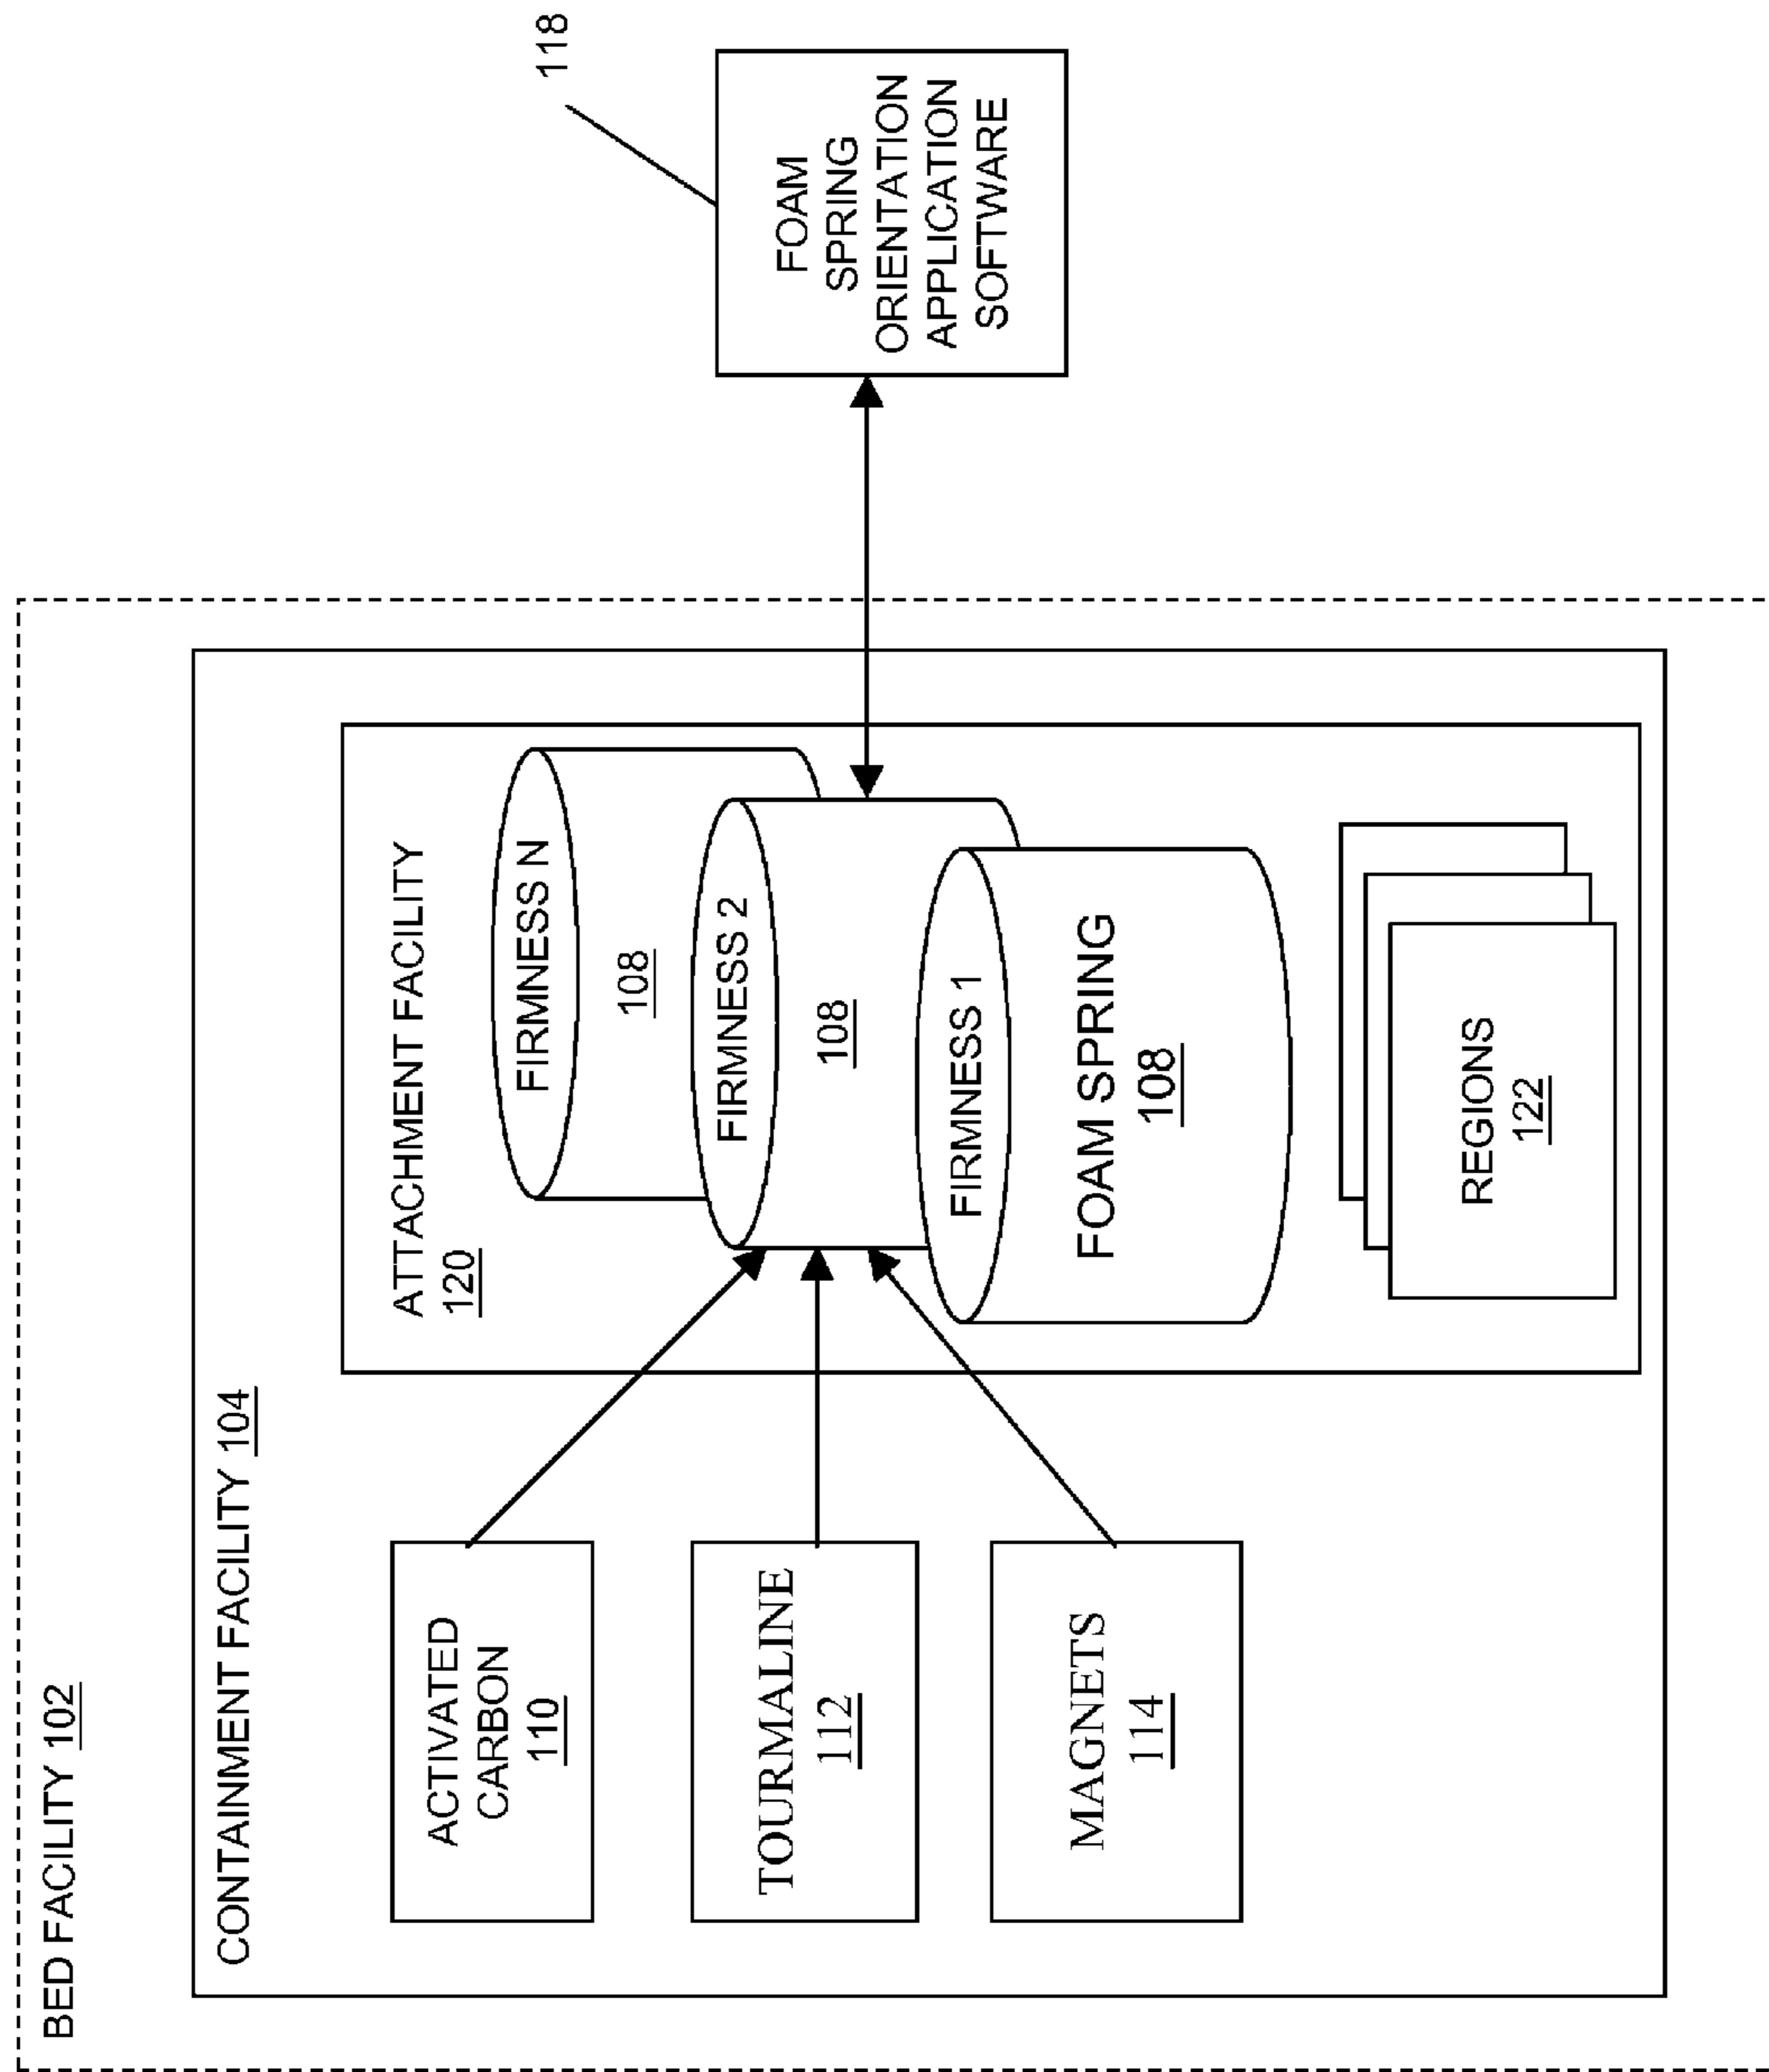 BED FACILITY 102
CONTAINMENT FACILITY 104
ACTIVATED
CARBON
110
TOURMALINE
112
MAGNETS
114
ATTACHMENT FACILITY
120
FIRMNESS N
108
FIRMNESS 2
108
FIRMNESS 1
FOAM SPRING
108
REGIONS
122
118
FOAM
SPRING
ORIENTATION
APPLICATION
SOFTWARE